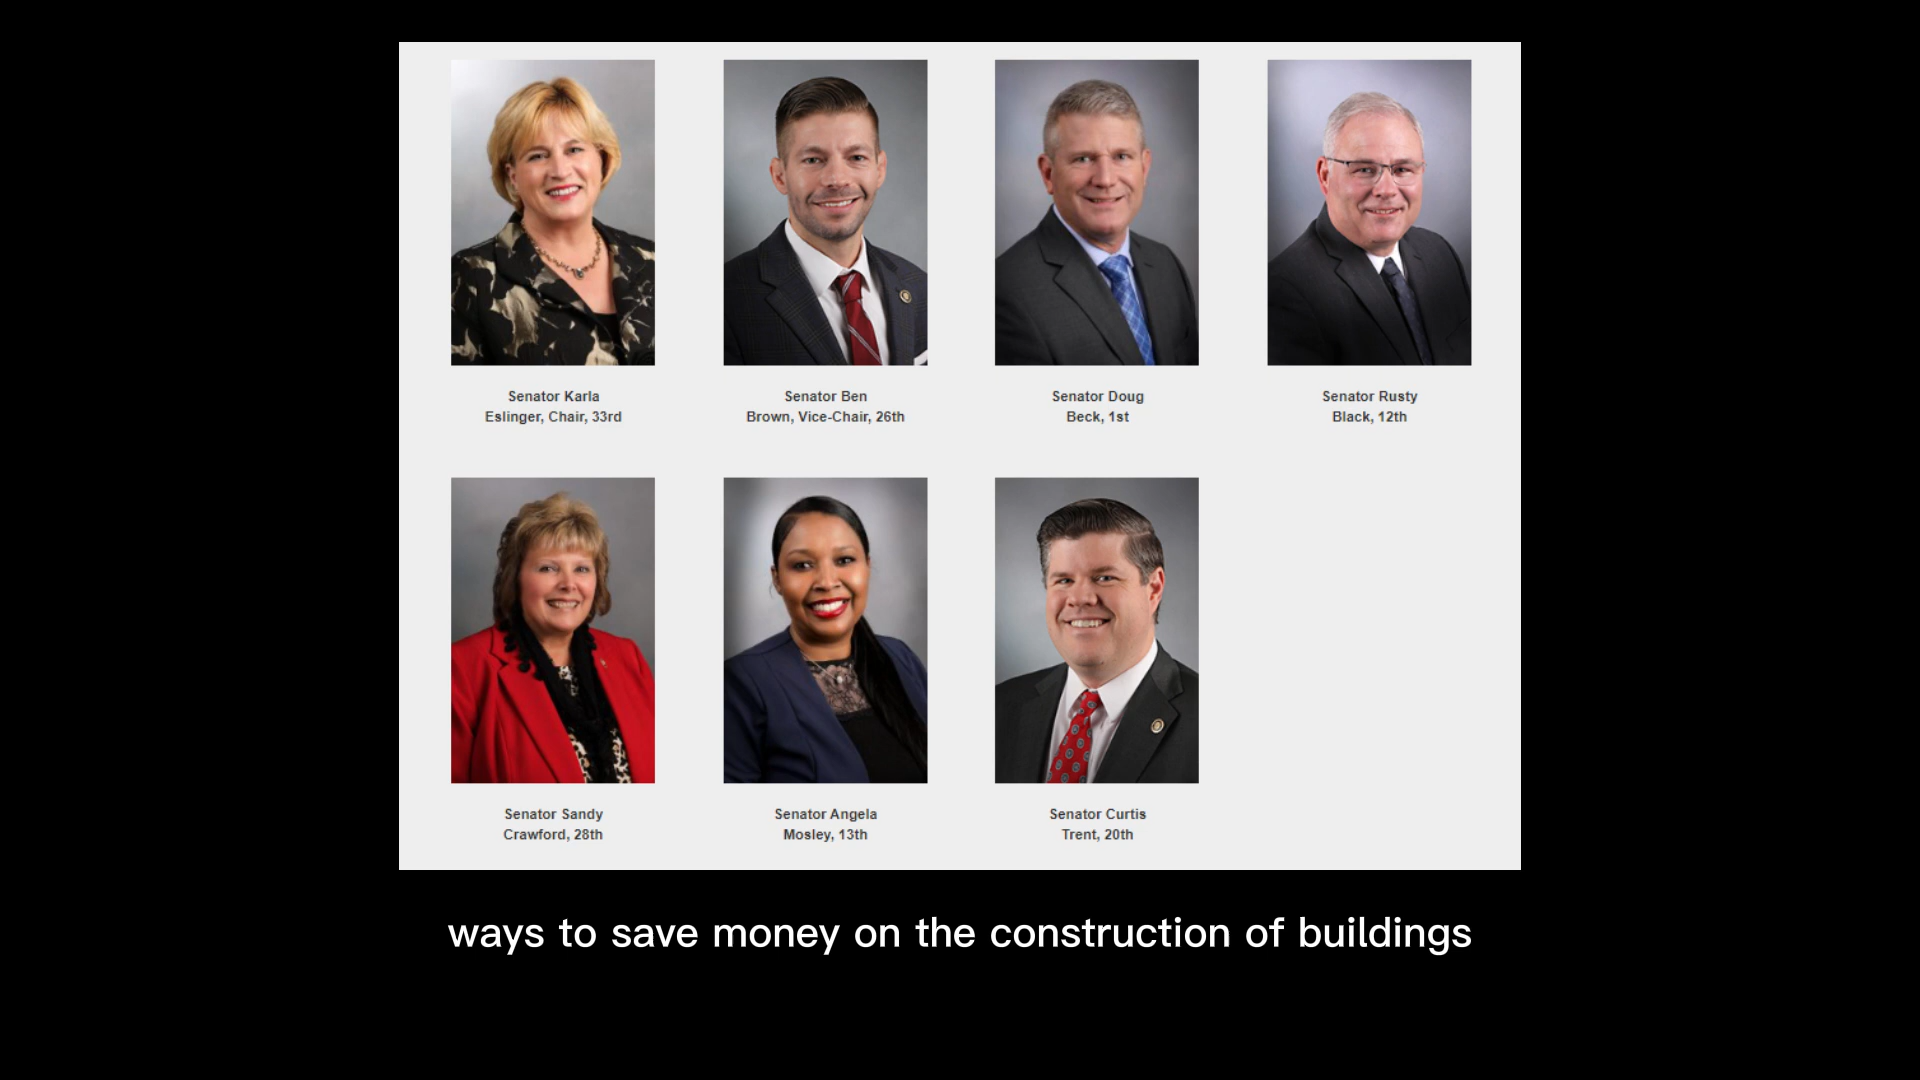 Senator Karla
Eslinger, Chair, 33rd
Senator Ben
Brown, Vice-Chair, 26th
Senator Doug
Beck, 1st
Senator Rusty
Black, 12th
Senator Sandy
Crawford, 28th
Senator Angela
Mosley, 13th
Senator Curtis
Trent, 20th
ways to save money on the construction of buildings